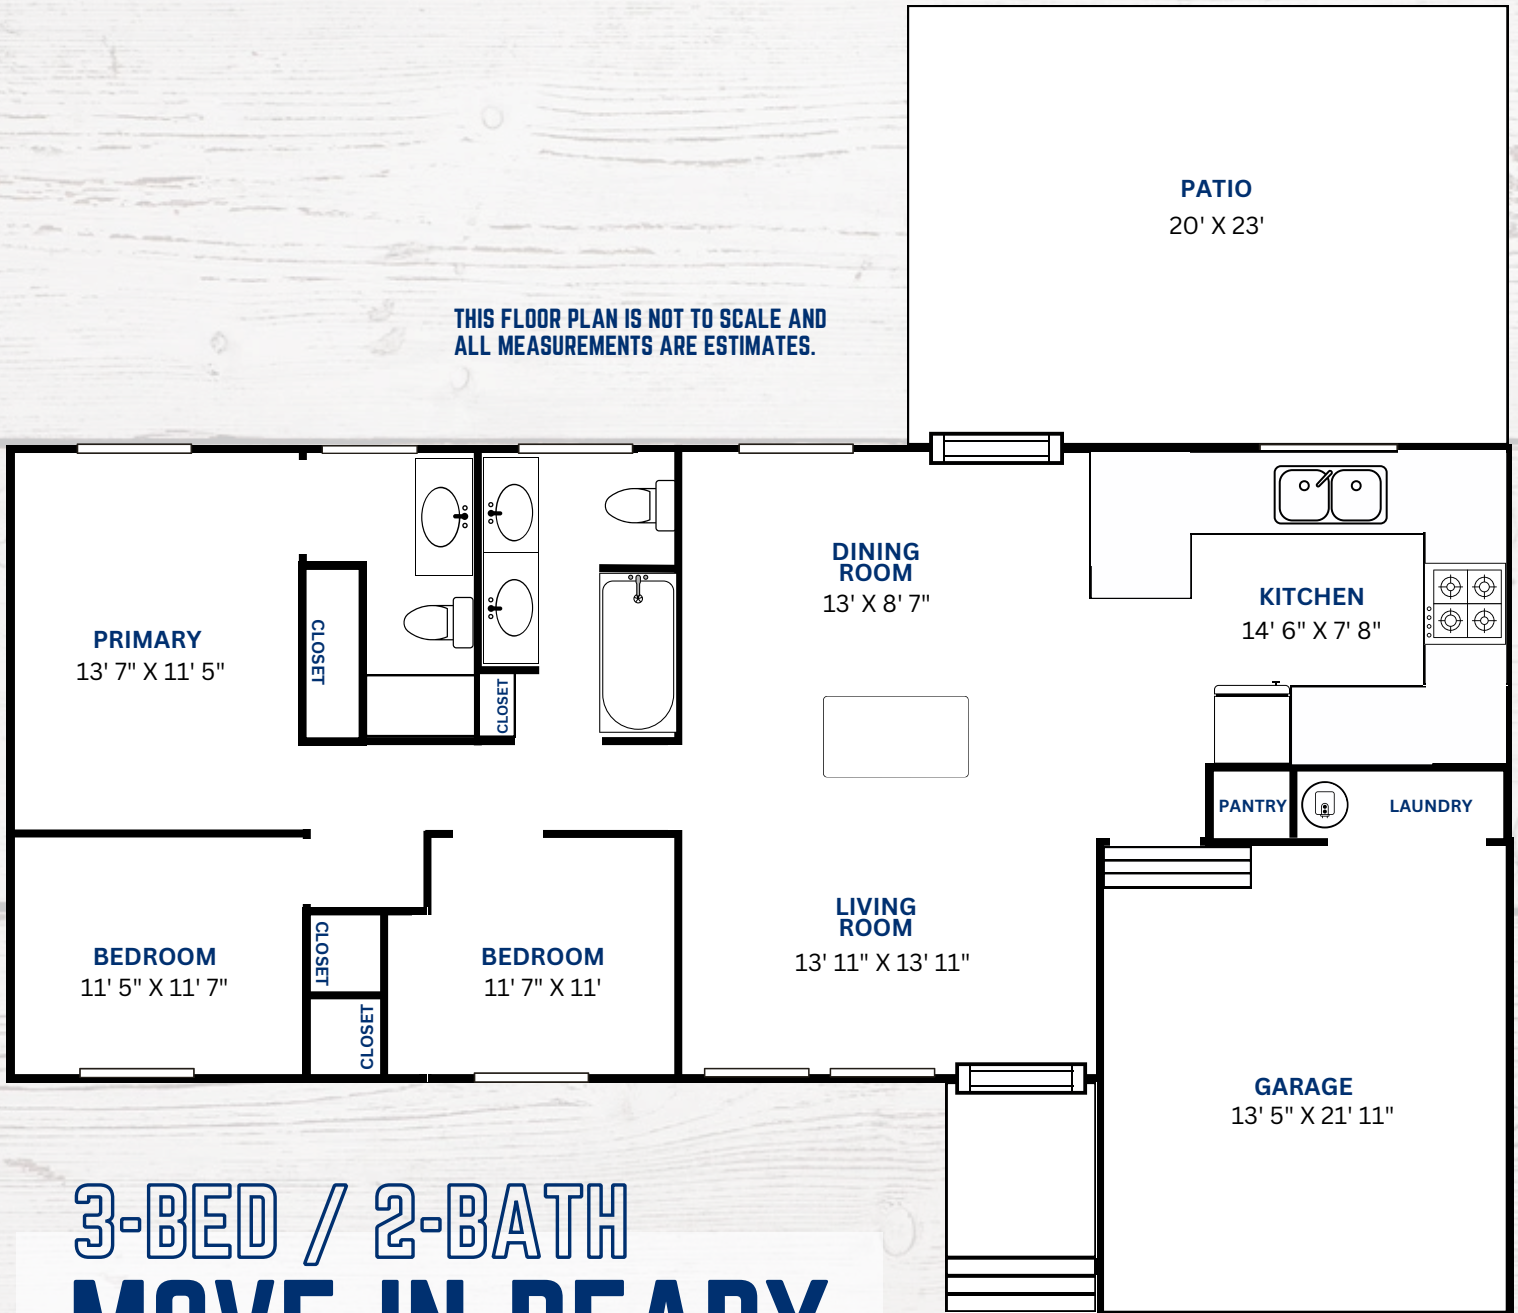 PATIO
20' X 23'
THIS FLOOR PLAN IS NOT TO SCALE AND
ALL MEASUREMENTS ARE ESTIMATES.
DINING
ROOM
13' X 8' 7"
KITCHEN
14' 6" X 7' 8"
PRIMARY
13' 7" X 11' 5"
CLOSET
CLOSET
PANTRY
LAUNDRY
LIVING
ROOM
13' 11" X 13' 11"
BEDROOM
11' 5" X 11' 7"
CLOSET
CLOSET
BEDROOM
11' 7" X 11'
GARAGE
13' 5" X 21' 11"
3-BED / 2-BATH
MOVE-IN READY